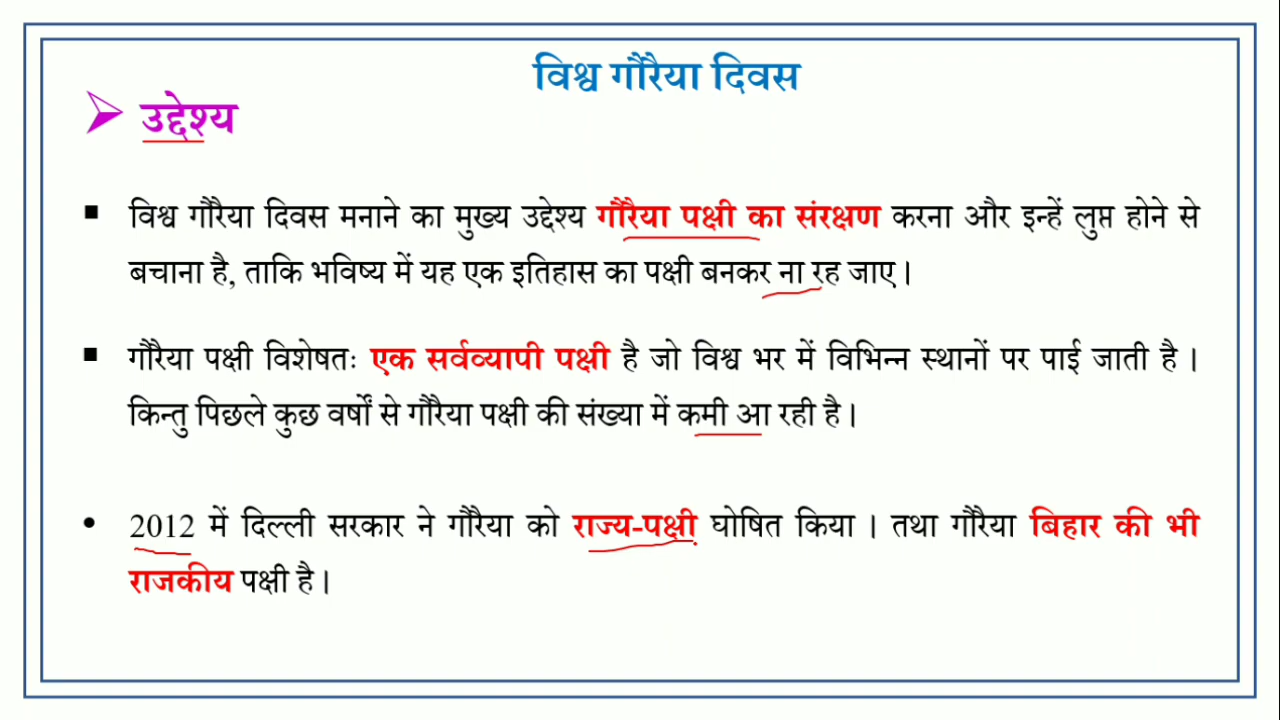 विश्व गौरैया दिवस
उद्देश्य
विश्व गौरैया दिवस मनाने का मुख्य उद्देश्य गौरैया पक्षी का संरक्षण करना और इन्हें लुप्त होने से
बचाना है, ताकि भविष्य में यह एक इतिहास का पक्षी बनकर ना रह जाए।
गौरैया पक्षी विशेषतः एक सर्वव्यापी पक्षी है जो विश्व भर में विभिन्न स्थानों पर पाई जाती है ।
किन्तु पिछले कुछ वर्षों से गौरैया पक्षी की संख्या में कमी आ रही है।
2012 में दिल्ली सरकार ने गौरैया को राज्य-पक्षी घोषित किया । तथा गौरैया बिहार की भी
राजकीय पक्षी है।